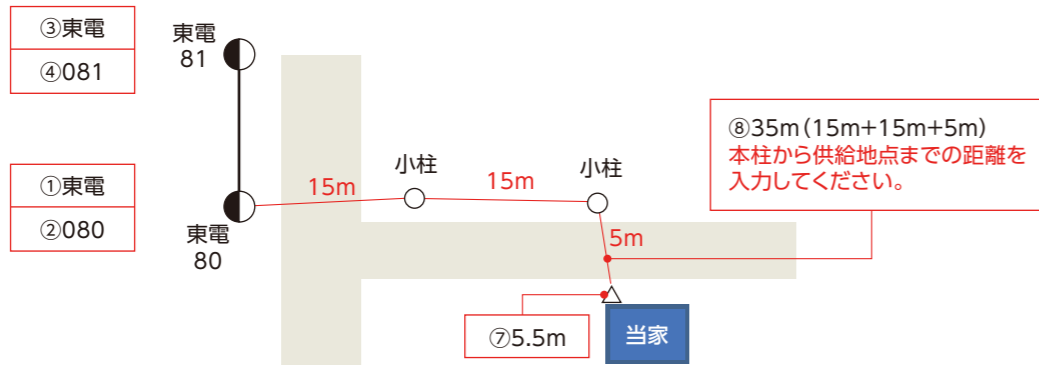 ③東電
④081
東電
81
①東電
②080
東電
80
15m
小柱
15m
小柱
5m
⑧35m(15m+15m+5m)
本柱から供給地点までの距離を
入力してください。
⑦5.5m
当家